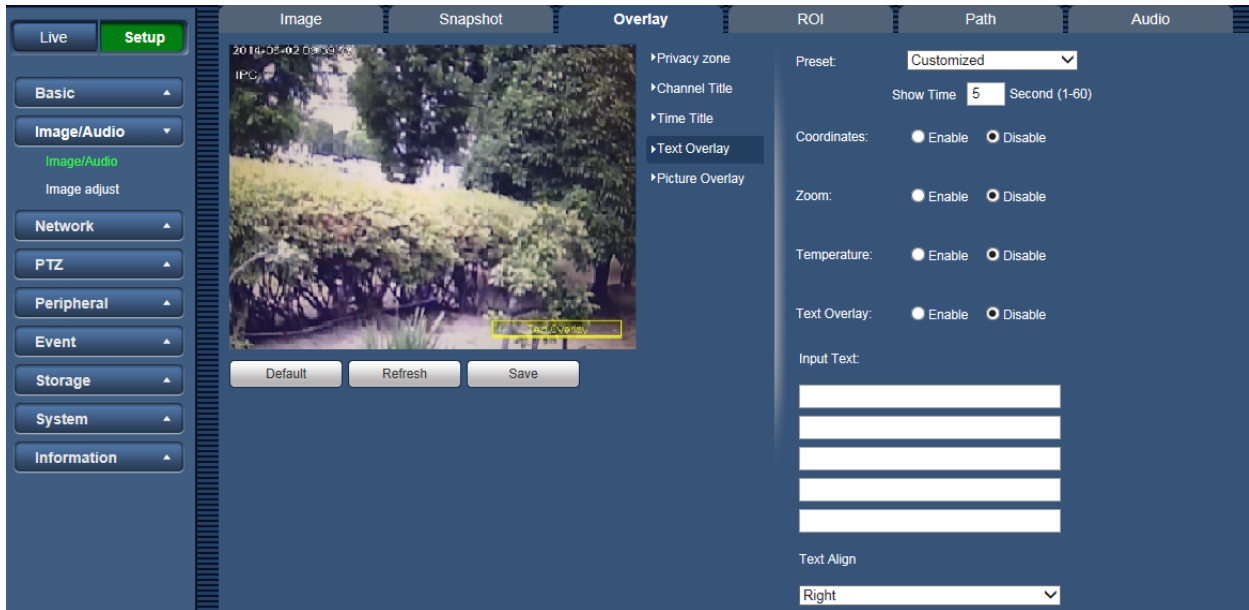 Live
Setup
Basic
Image/Audio
Image/Audio
Image adjust
Network
PTZ
Peripheral
Event
Storage
System
Information
Image
Snapshot
Overlay
ROI
Path
Audio
IPC
Text Overlay
Default
Refresh
Save
Privacy zone
Channel Title
Time Title
Text Overlay
Picture Overlay
Preset: Customized
Show Time 5 Second (1-60)
Coordinates: Enable Disable
Zoom: Enable Disable
Temperature: Enable Disable
Text Overlay: Enable Disable
Input Text:
Text Align
Right